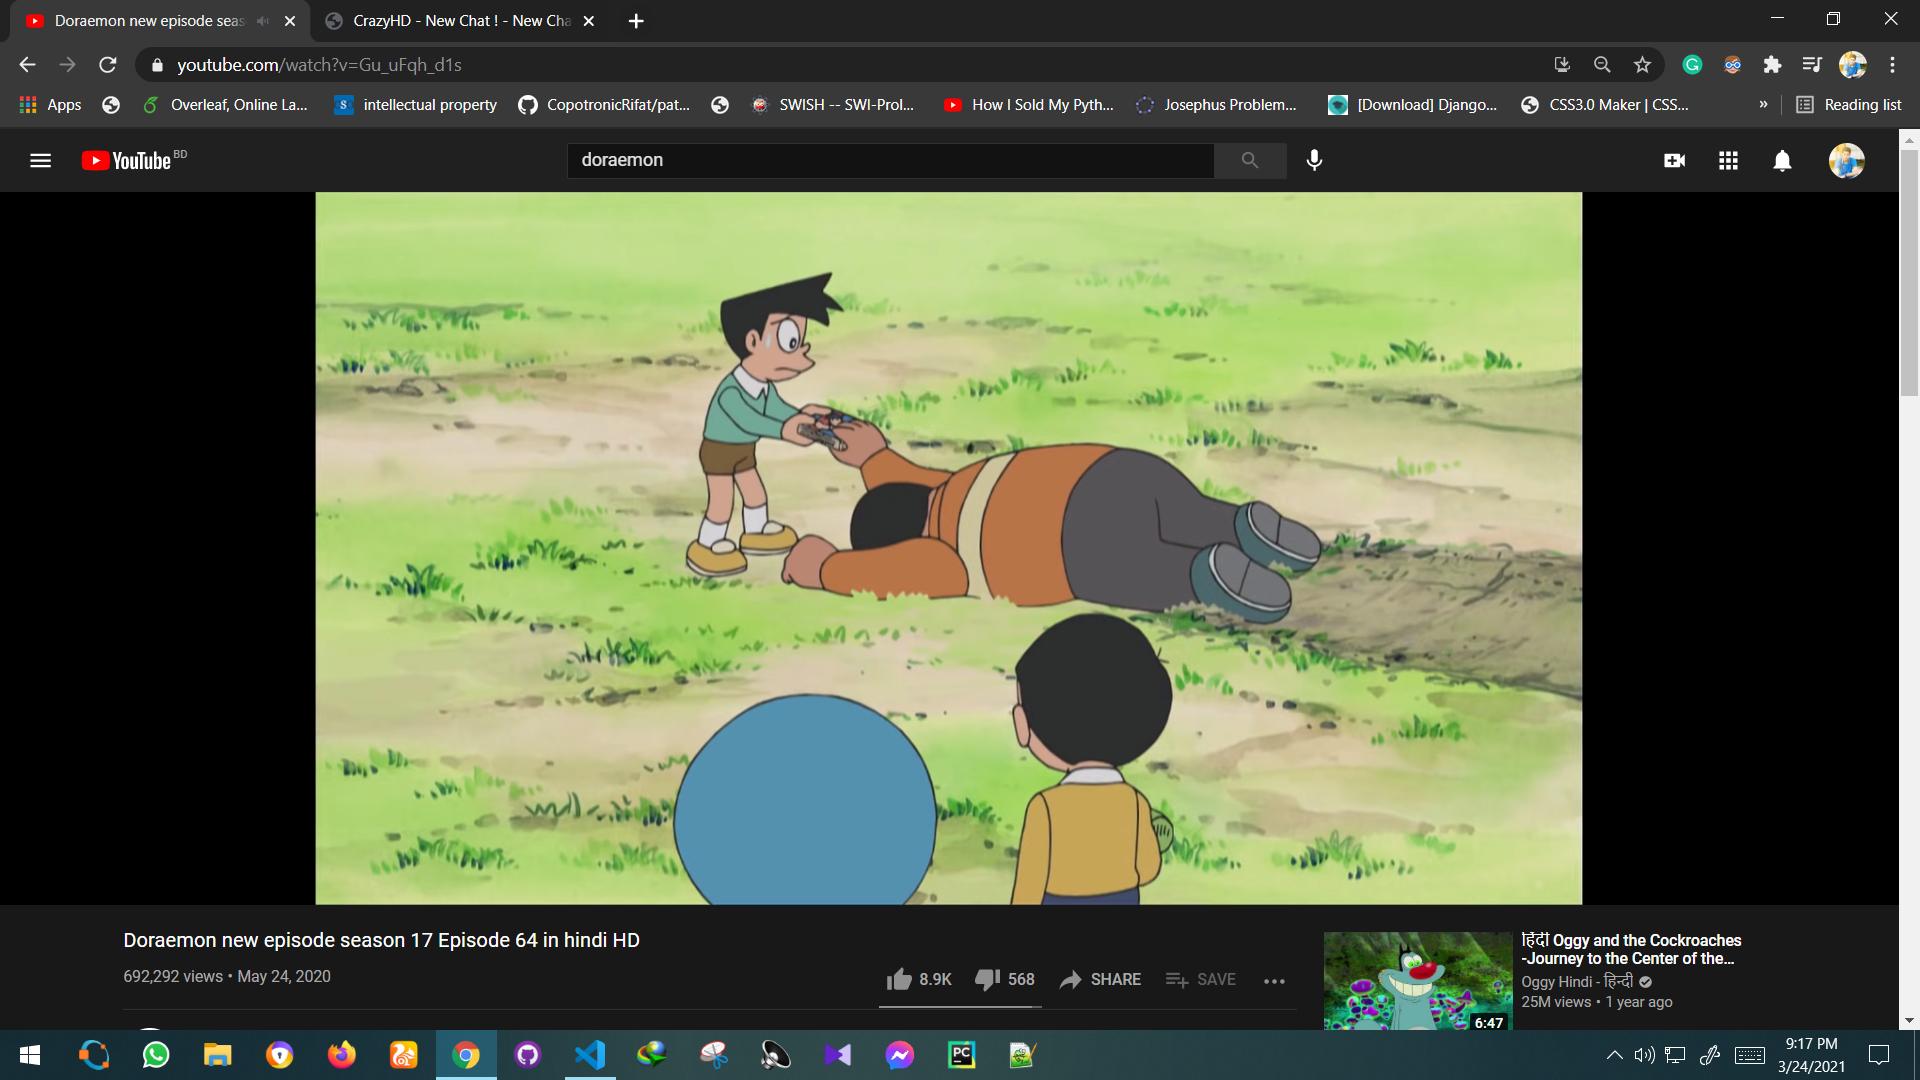 Doraemon new episode seas
CrazyHD - New Chat ! - New Cha
youtube.com/watch?v=Gu_uFqh_d1s
Apps
Overleaf, Online La...
intellectual property
CopotronicRifat/pat...
SWISH -- SWI-Prol...
How I Sold My Pyth...
Josephus Problem...
[Download] Django...
CSS3.0 Maker | CSS...
»
Reading list
YouTube BD
doraemon
Doraemon new episode season 17 Episode 64 in hindi HD
692,292 views • May 24, 2020
8.9K
568
SHARE
SAVE
हिंदी Oggy and the Cockroaches
-Journey to the Center of the...
Oggy Hindi - हिन्दी
25M views • 1 year ago
6:47
PC
9:17 PM
3/24/2021